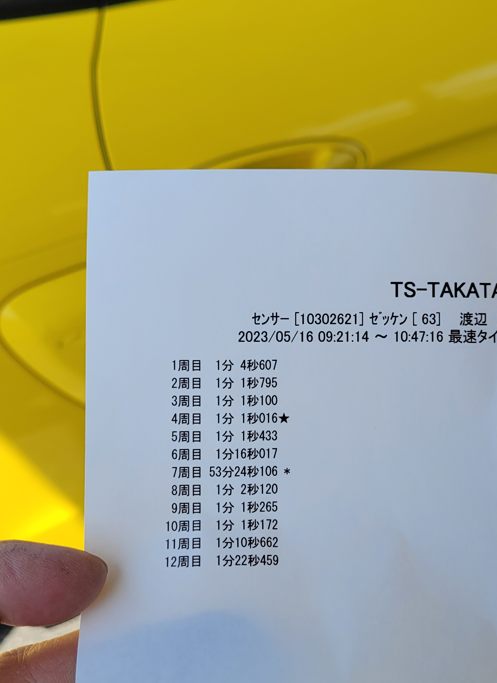 TS-TAKATA
センサー[10302621] ｾﾞｯｹﾝ[ 63] 渡辺
2023/05/16 09:21:14 ～ 10:47:16 最速タイ
1周目 1分 4秒607
2周目 1分 1秒795
3周目 1分 1秒100
4周目 1分 1秒016★
5周目 1分 1秒433
6周目 1分16秒017
7周目 53分24秒106 *
8周目 1分 2秒120
9周目 1分 1秒265
10周目 1分 1秒172
11周目 1分10秒662
12周目 1分22秒459